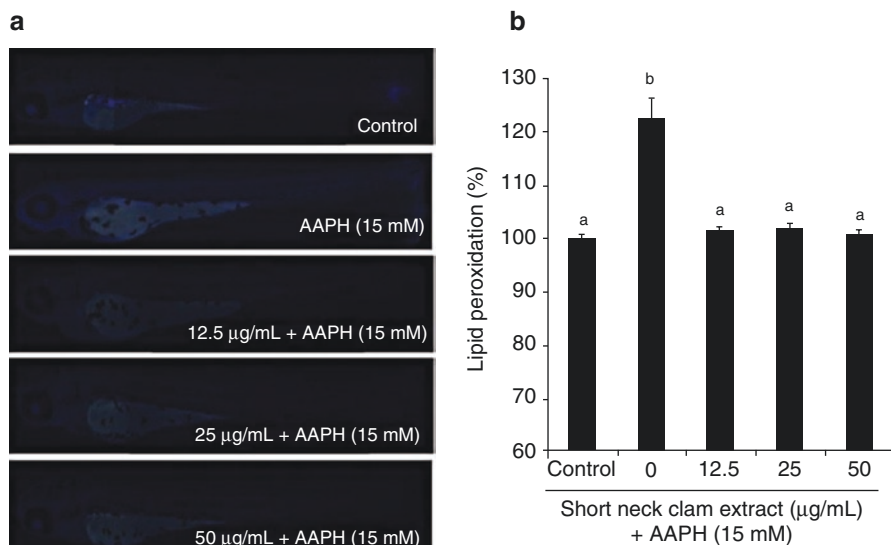 a
Control
AAPH (15 mM)
12.5 µg/mL + AAPH (15 mM)
25 µg/mL + AAPH (15 mM)
50 µg/mL + AAPH (15 mM)
b
Lipid peroxidation (%)
130
120
110
100
90
80
70
60
a
b
a
a
a
Control 0 12.5 25 50
Short neck clam extract (µg/mL)
+ AAPH (15 mM)